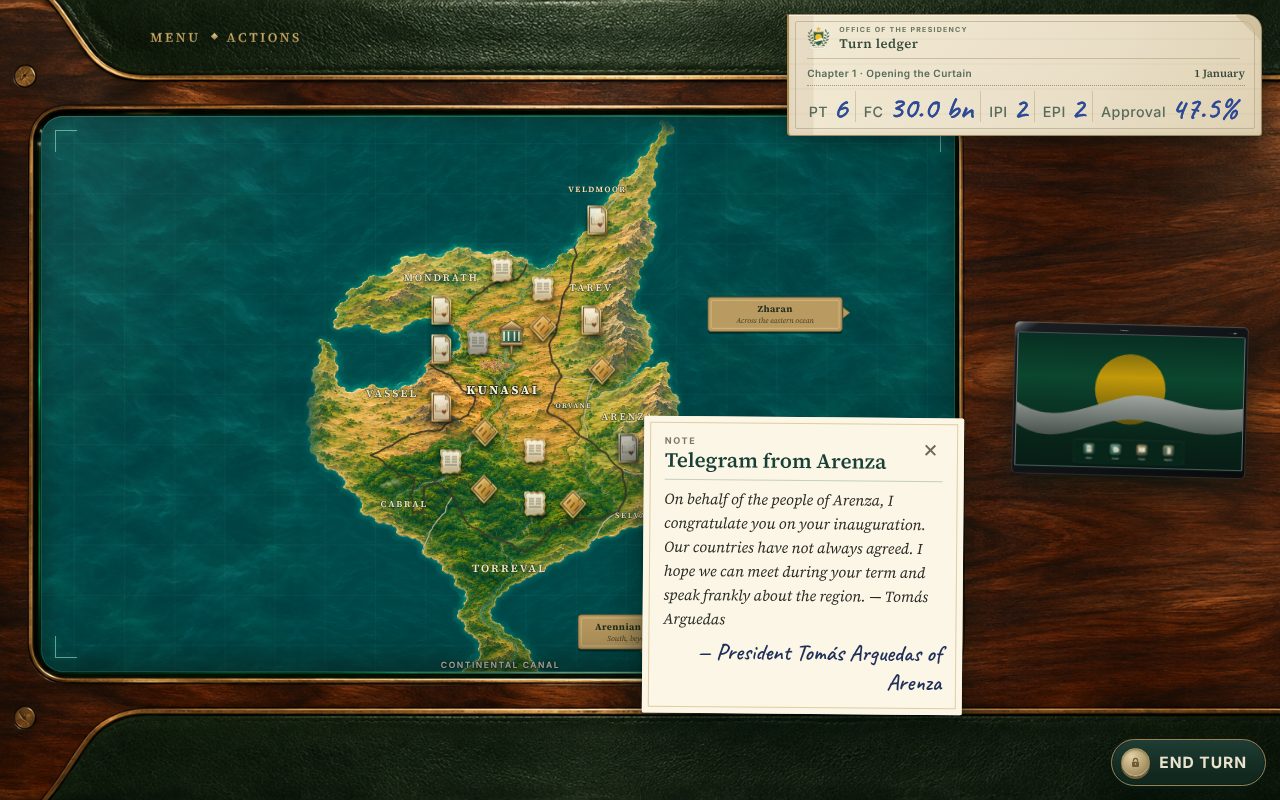 MENU ◆ ACTIONS
OFFICE OF THE PRESIDENCY
Turn ledger
Chapter 1 · Opening the Curtain
1 January
PT 6 FC 30.0 bn IPI 2 EPI 2 Approval 47.5%
VELDMOOR
MONDRATH
TAREV
Zharan
Across the eastern ocean
VASSEL
KUNASAI
ORVANE
ARENZ
CABRAL
SELVA
TORREVAL
Arennian
South, bey
CONTINENTAL CANAL
NOTE
Telegram from Arenza
On behalf of the people of Arenza, I
congratulate you on your inauguration.
Our countries have not always agreed. I
hope we can meet during your term and
speak frankly about the region. — Tomás
Arguedas
— President Tomás Arguedas of
Arenza
END TURN